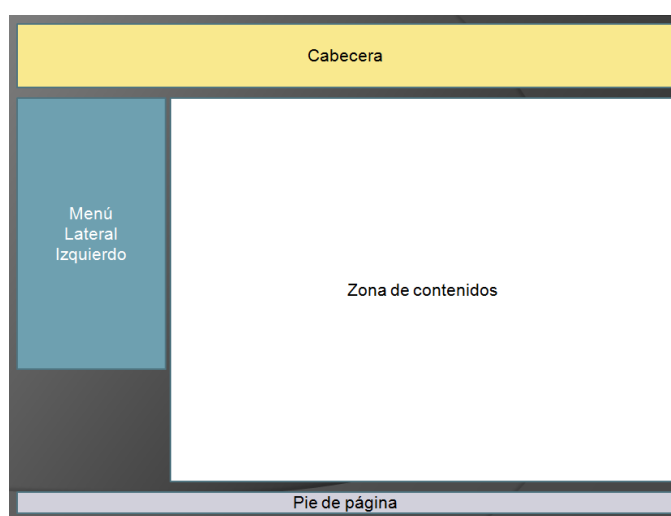 Cabecera
Menú
Lateral
Izquierdo
Zona de contenidos
Pie de página